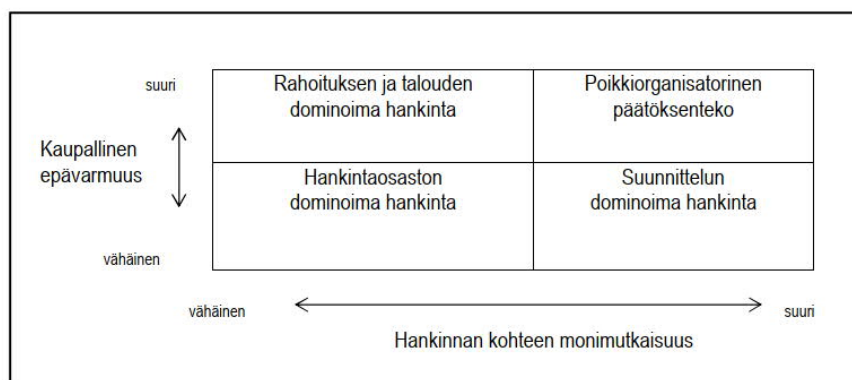 suuri
Rahoituksen ja talouden
dominoima hankinta
Poikkiorganisatorinen
päätöksenteko
Kaupallinen
epävarmuus
Hankintaosaston
dominoima hankinta
Suunnittelun
dominoima hankinta
vähäinen
vähäinen
suuri
Hankinnan kohteen monimutkaisuus